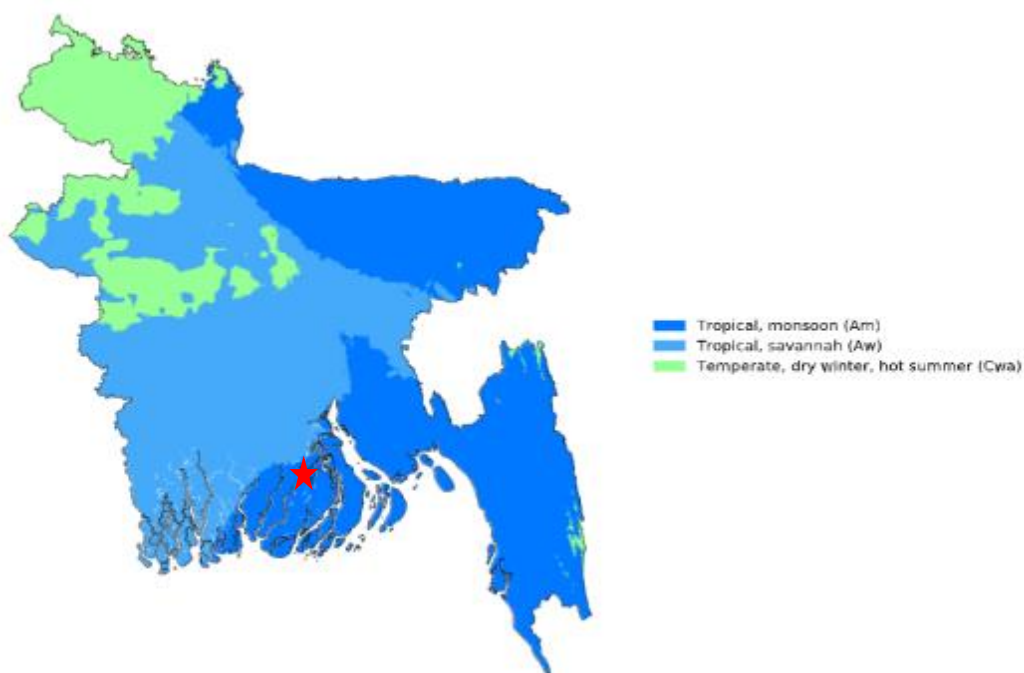 Tropical, monsoon (Am)
Tropical, savannah (Aw)
Temperate, dry winter, hot summer (Cwa)